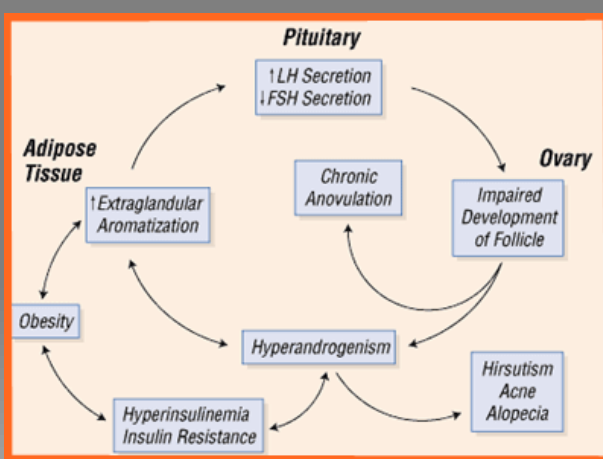 Pituitary
↑LH Secretion
↓FSH Secretion
Adipose
Tissue
Ovary
Chronic
Anovulation
Impaired
Development
of Follicle
↑Extraglandular
Aromatization
Obesity
Hyperandrogenism
Hirsutism
Acne
Alopecia
Hyperinsulinemia
Insulin Resistance